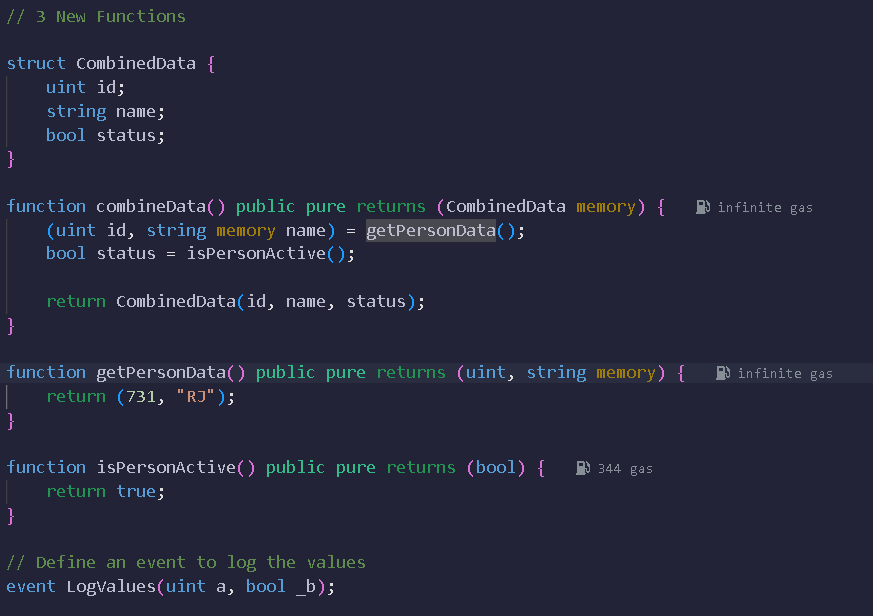 // 3 New Functions
struct CombinedData {
uint id;
string name;
bool status;
}
function combineData() public pure returns (CombinedData memory) { infinite gas
(uint id, string memory name) = getPersonData();
bool status = isPersonActive();
return CombinedData(id, name, status);
}
function getPersonData() public pure returns (uint, string memory) { infinite gas
return (731, "RJ");
}
function isPersonActive() public pure returns (bool) { 344 gas
return true;
}
// Define an event to log the values
event LogValues(uint a, bool _b);